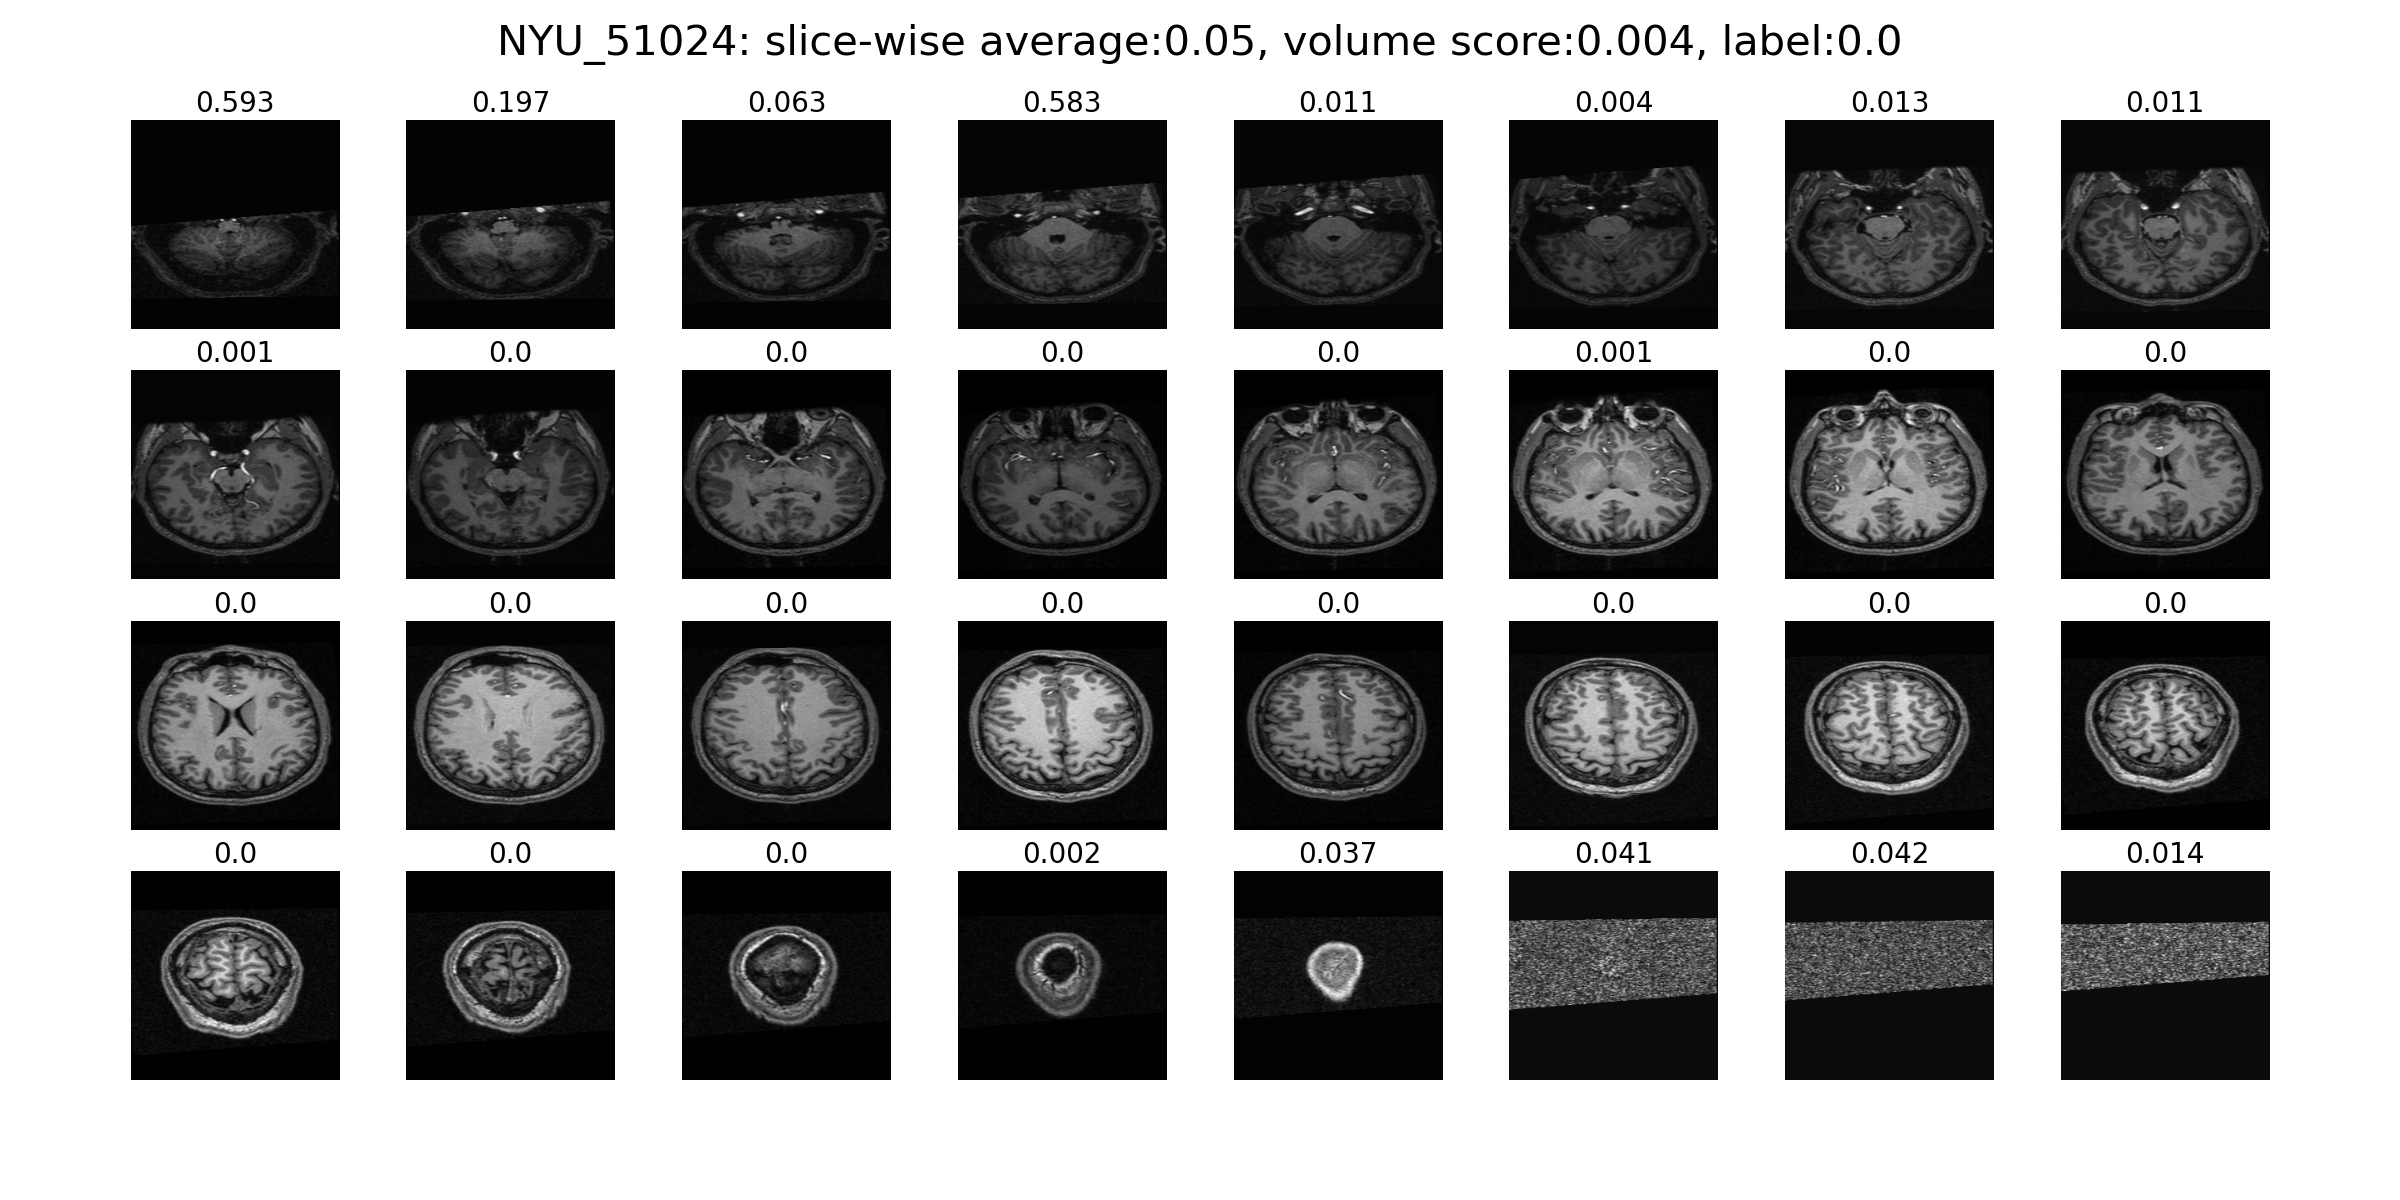 NYU_51024: slice-wise average:0.05, volume score:0.004, label:0.0
0.593 0.197 0.063 0.583 0.011 0.004 0.013 0.011
0.001 0.0 0.0 0.0 0.0 0.001 0.0 0.0
0.0 0.0 0.0 0.0 0.0 0.0 0.0 0.0
0.0 0.0 0.0 0.002 0.037 0.041 0.042 0.014